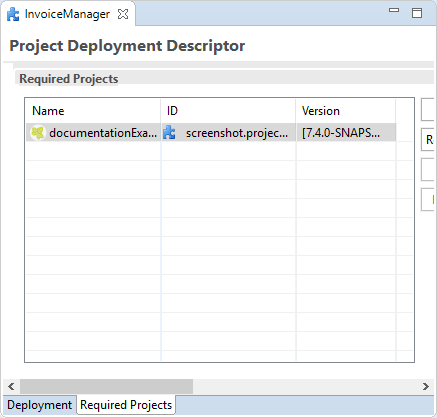 InvoiceManager
Project Deployment Descriptor
Required Projects
Name ID Version
documentationExa... screenshot.projec... [7.4.0-SNAPS...
R
Deployment Required Projects